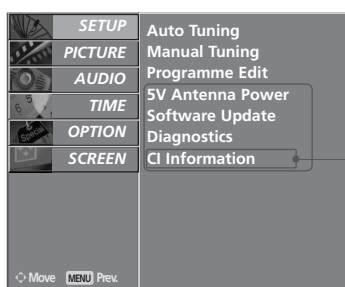 SETUP
PICTURE
AUDIO
TIME
OPTION
SCREEN
Auto Tuning
Manual Tuning
Programme Edit
5V Antenna Power
Software Update
Diagnostics
CI Information
Move MENU Prev.